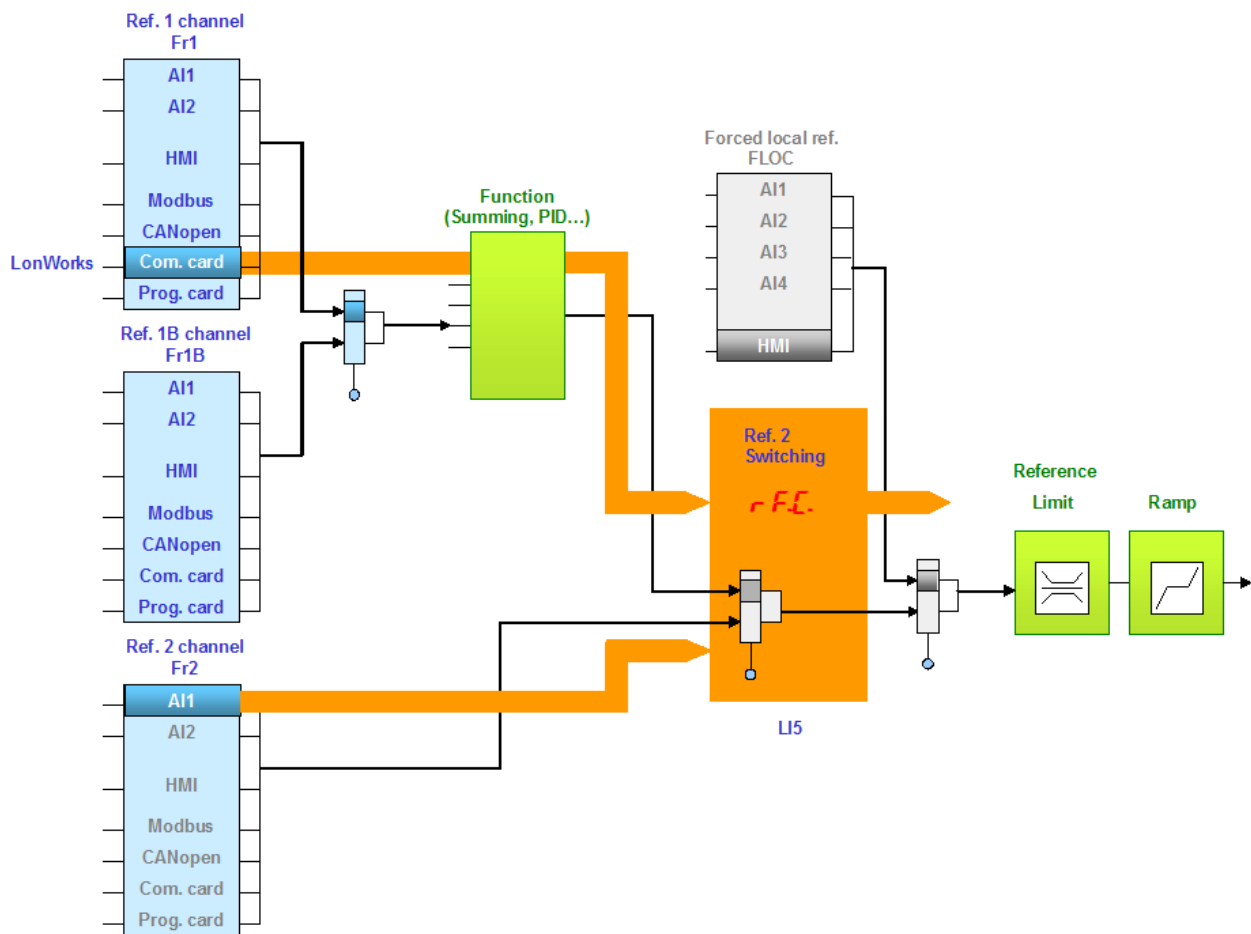 Ref. 1 channel
Fr1
AI1
AI2
HMI
Modbus
CANopen
LonWorks
Com. card
Prog. card
Ref. 1B channel
Fr1B
AI1
AI2
HMI
Modbus
CANopen
Com. card
Prog. card
Ref. 2 channel
Fr2
AI1
AI2
HMI
Modbus
CANopen
Com. card
Prog. card
Function
(Summing, PID...)
Forced local ref.
FLOC
AI1
AI2
AI3
AI4
HMI
Ref. 2
Switching
rF.C.
LI5
Reference
Limit
Ramp